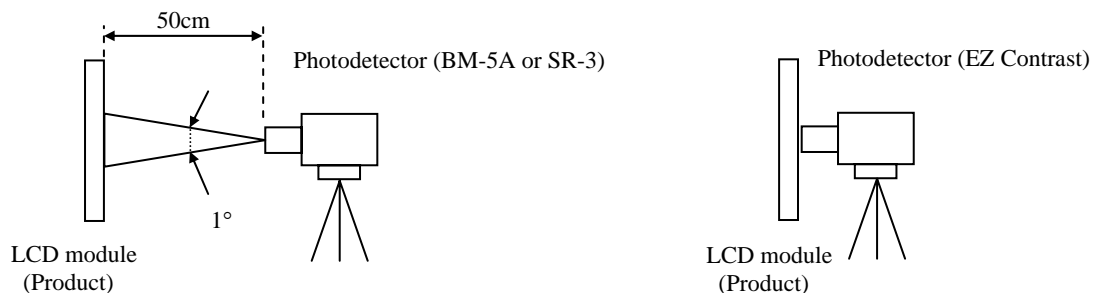 50cm
Photodetector (BM-5A or SR-3)
1°
LCD module
(Product)
Photodetector (EZ Contrast)
LCD module
(Product)